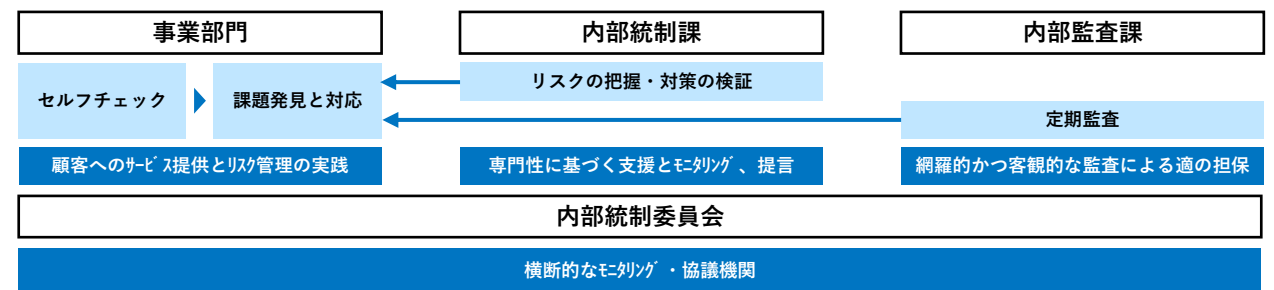 事業部門
内部統制課
内部監査課
セルフチェック
課題発見と対応
リスクの把握・対策の検証
定期監査
顧客へのｻｰﾋﾞｽ提供とﾘｽｸ管理の実践
専門性に基づく支援とﾓﾆﾀﾘﾝｸﾞ、提言
網羅的かつ客観的な監査による適の担保
内部統制委員会
横断的なﾓﾆﾀﾘﾝｸﾞ・協議機関